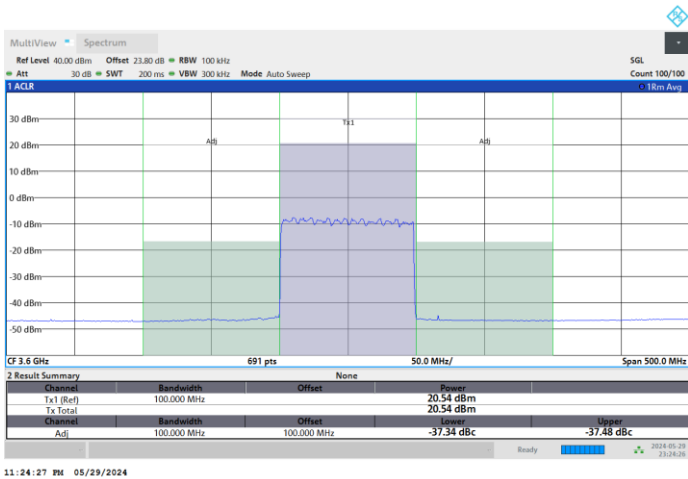 MultiView Spectrum
Ref Level 40.00 dBm Offset 23.80 dB RBW 100 kHz SGL
Att 30 dB SWT 200 ms VBW 300 kHz Mode Auto Sweep Count 100/100
1 ACLR 1Rm Avg
30 dBm
Tx1
20 dBm Adj Adj
10 dBm
0 dBm
-10 dBm
-20 dBm
-30 dBm
-40 dBm
-50 dBm
CF 3.6 GHz 691 pts 50.0 MHz/ Span 500.0 MHz
2 Result Summary None
Channel Bandwidth Offset Power
Tx1 (Ref) 100.000 MHz 20.54 dBm
Tx Total 20.54 dBm
Channel Bandwidth Offset Lower Upper
Adj 100.000 MHz 100.000 MHz -37.34 dBc -37.48 dBc
Ready 2024-05-29
23:24:26
11:24:27 PM 05/29/2024